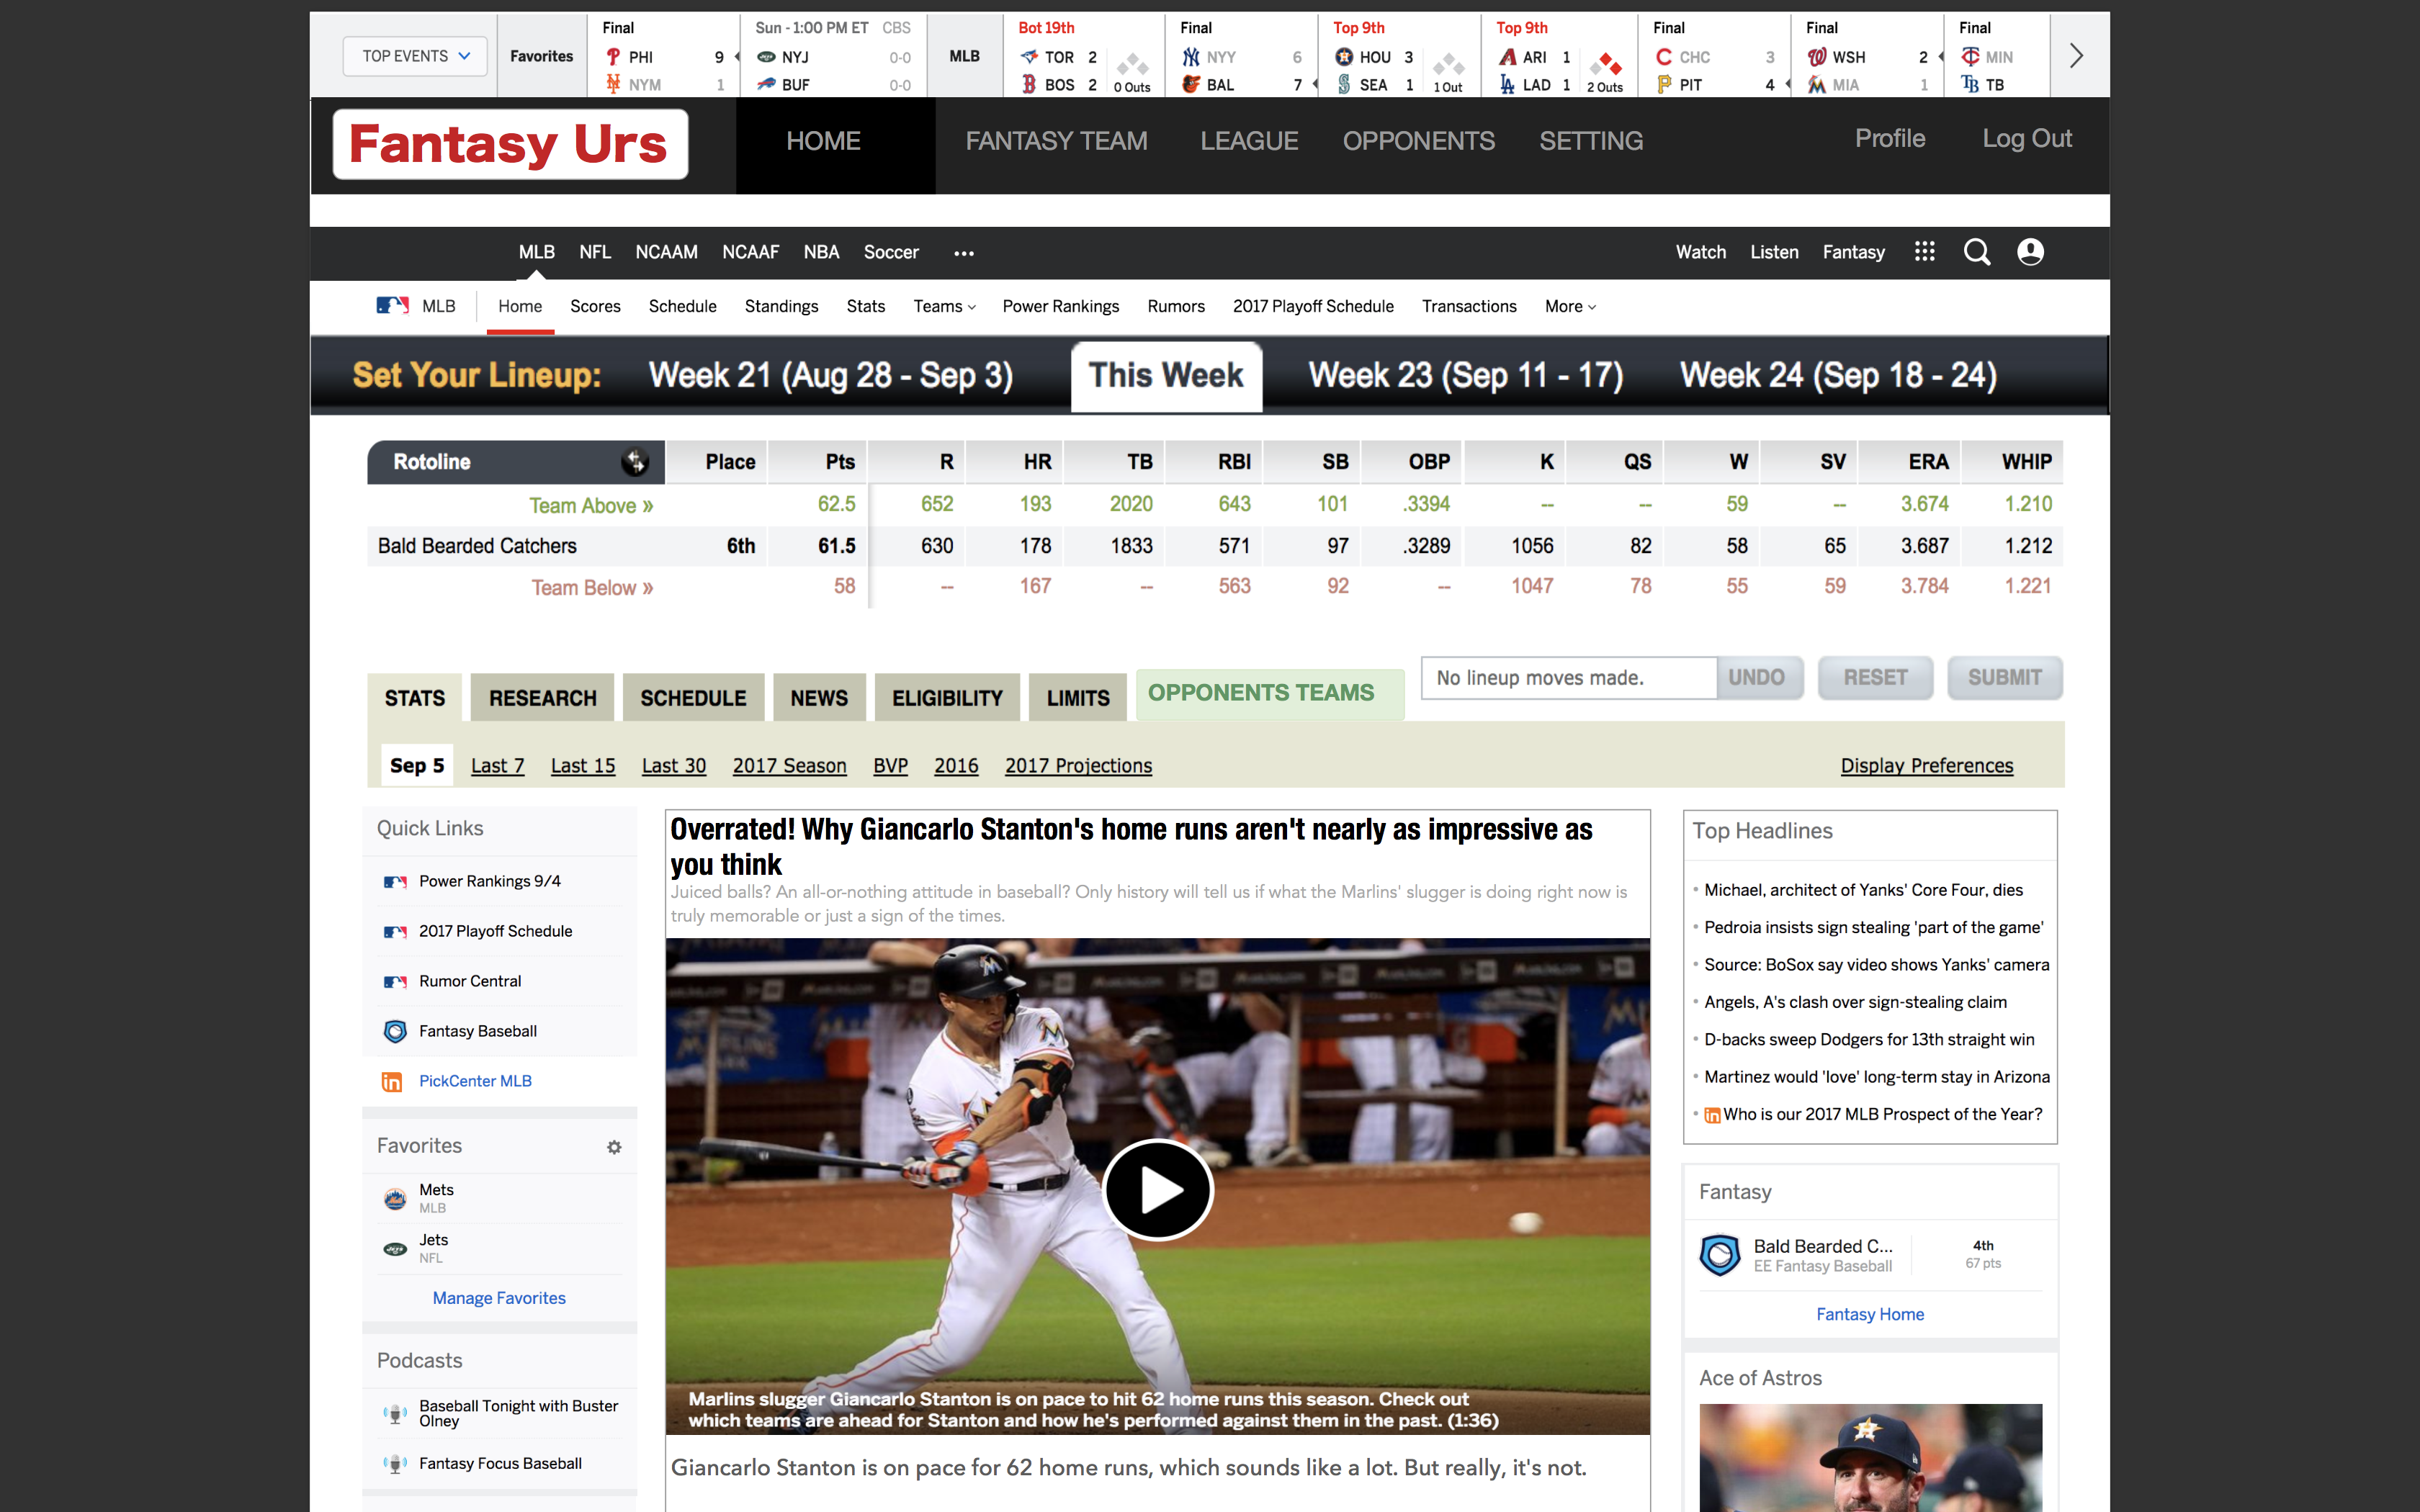 TOP EVENTS
Favorites
Final
PHI 9
NYM 1
Sun - 1:00 PM ET CBS
NYJ 0-0
BUF 0-0
MLB
Bot 19th
TOR 2
BOS 2 0 Outs
Final
NYY 6
BAL 7
Top 9th
HOU 3
SEA 1 1 Out
Top 9th
ARI 1
LAD 1 2 Outs
Final
CHC 3
PIT 4
Final
WSH 2
MIA 1
Final
MIN
TB
Fantasy Urs HOME FANTASY TEAM LEAGUE OPPONENTS SETTING Profile Log Out
MLB NFL NCAAM NCAAF NBA Soccer ... Watch Listen Fantasy
MLB Home Scores Schedule Standings Stats Teams Power Rankings Rumors 2017 Playoff Schedule Transactions More
Set Your Lineup: Week 21 (Aug 28 - Sep 3) This Week Week 23 (Sep 11 - 17) Week 24 (Sep 18 - 24)
Rotoline Place Pts R HR TB RBI SB OBP K QS W SV ERA WHIP
Team Above » 62.5 652 193 2020 643 101 .3394 -- -- 59 -- 3.674 1.210
Bald Bearded Catchers 6th 61.5 630 178 1833 571 97 .3289 1056 82 58 65 3.687 1.212
Team Below » 58 -- 167 -- 563 92 -- 1047 78 55 59 3.784 1.221
STATS RESEARCH SCHEDULE NEWS ELIGIBILITY LIMITS OPPONENTS TEAMS No lineup moves made. UNDO RESET SUBMIT
Sep 5 Last 7 Last 15 Last 30 2017 Season BVP 2016 2017 Projections Display Preferences
Quick Links
Power Rankings 9/4
2017 Playoff Schedule
Rumor Central
Fantasy Baseball
in PickCenter MLB
Favorites
Mets
MLB
Jets
NFL
Manage Favorites
Podcasts
Baseball Tonight with Buster
Olney
Fantasy Focus Baseball
Overrated! Why Giancarlo Stanton's home runs aren't nearly as impressive as
you think
Juiced balls? An all-or-nothing attitude in baseball? Only history will tell us if what the Marlins' slugger is doing right now is
truly memorable or just a sign of the times.
Marlins slugger Giancarlo Stanton is on pace to hit 62 home runs this season. Check out
which teams are ahead for Stanton and how he's performed against them in the past. (1:36)
Giancarlo Stanton is on pace for 62 home runs, which sounds like a lot. But really, it's not.
Top Headlines
Michael, architect of Yanks' Core Four, dies
Pedroia insists sign stealing 'part of the game'
Source: BoSox say video shows Yanks' camera
Angels, A's clash over sign-stealing claim
D-backs sweep Dodgers for 13th straight win
Martinez would 'love' long-term stay in Arizona
in Who is our 2017 MLB Prospect of the Year?
Fantasy
Bald Bearded C... 4th
EE Fantasy Baseball 67 pts
Fantasy Home
Ace of Astros